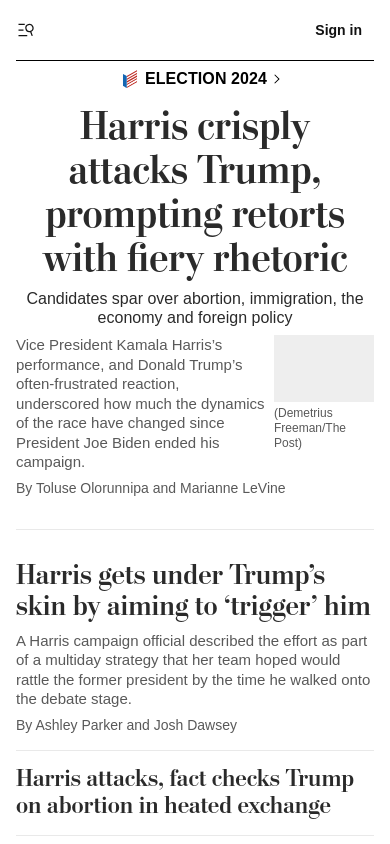 Sign in
ELECTION 2024
Harris crisply
attacks Trump,
prompting retorts
with fiery rhetoric
Candidates spar over abortion, immigration, the
economy and foreign policy
Vice President Kamala Harris’s
performance, and Donald Trump’s
often-frustrated reaction,
underscored how much the dynamics
of the race have changed since
President Joe Biden ended his
campaign.
(Demetrius
Freeman/The
Post)
By Toluse Olorunnipa and Marianne LeVine
Harris gets under Trump’s
skin by aiming to ‘trigger’ him
A Harris campaign official described the effort as part
of a multiday strategy that her team hoped would
rattle the former president by the time he walked onto
the debate stage.
By Ashley Parker and Josh Dawsey
Harris attacks, fact checks Trump
on abortion in heated exchange